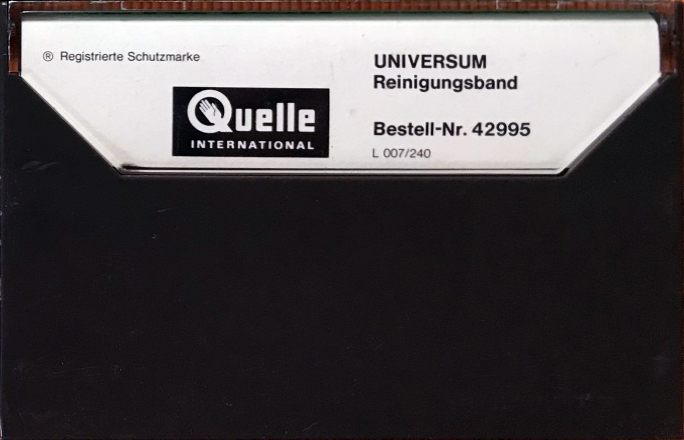 ® Registrierte Schutzmarke
Quelle
INTERNATIONAL
UNIVERSUM
Reinigungsband
Bestell-Nr. 42995
L 007/240